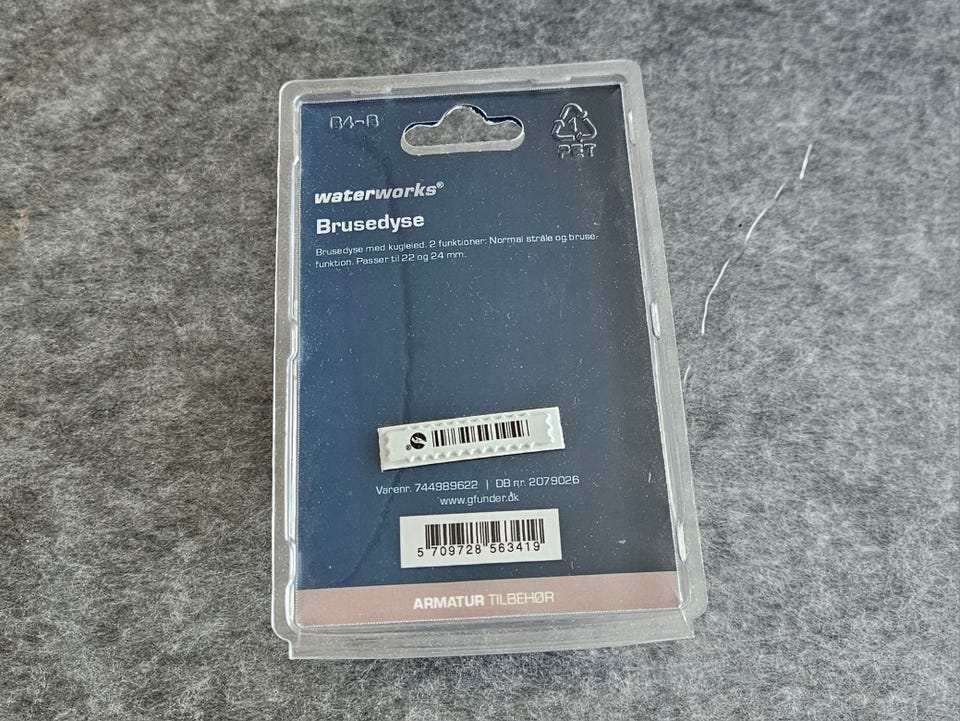 B4-B
1
PET
waterworks®
Brusedyse
Brusedyse med kugleled. 2 funktioner: Normal stråle og bruse-
funktion. Passer til 22 og 24 mm.
Varenr. 744989622 | DB nr. 2079026
www.gfunder.dk
5 709728 563419
ARMATUR TILBEHØR